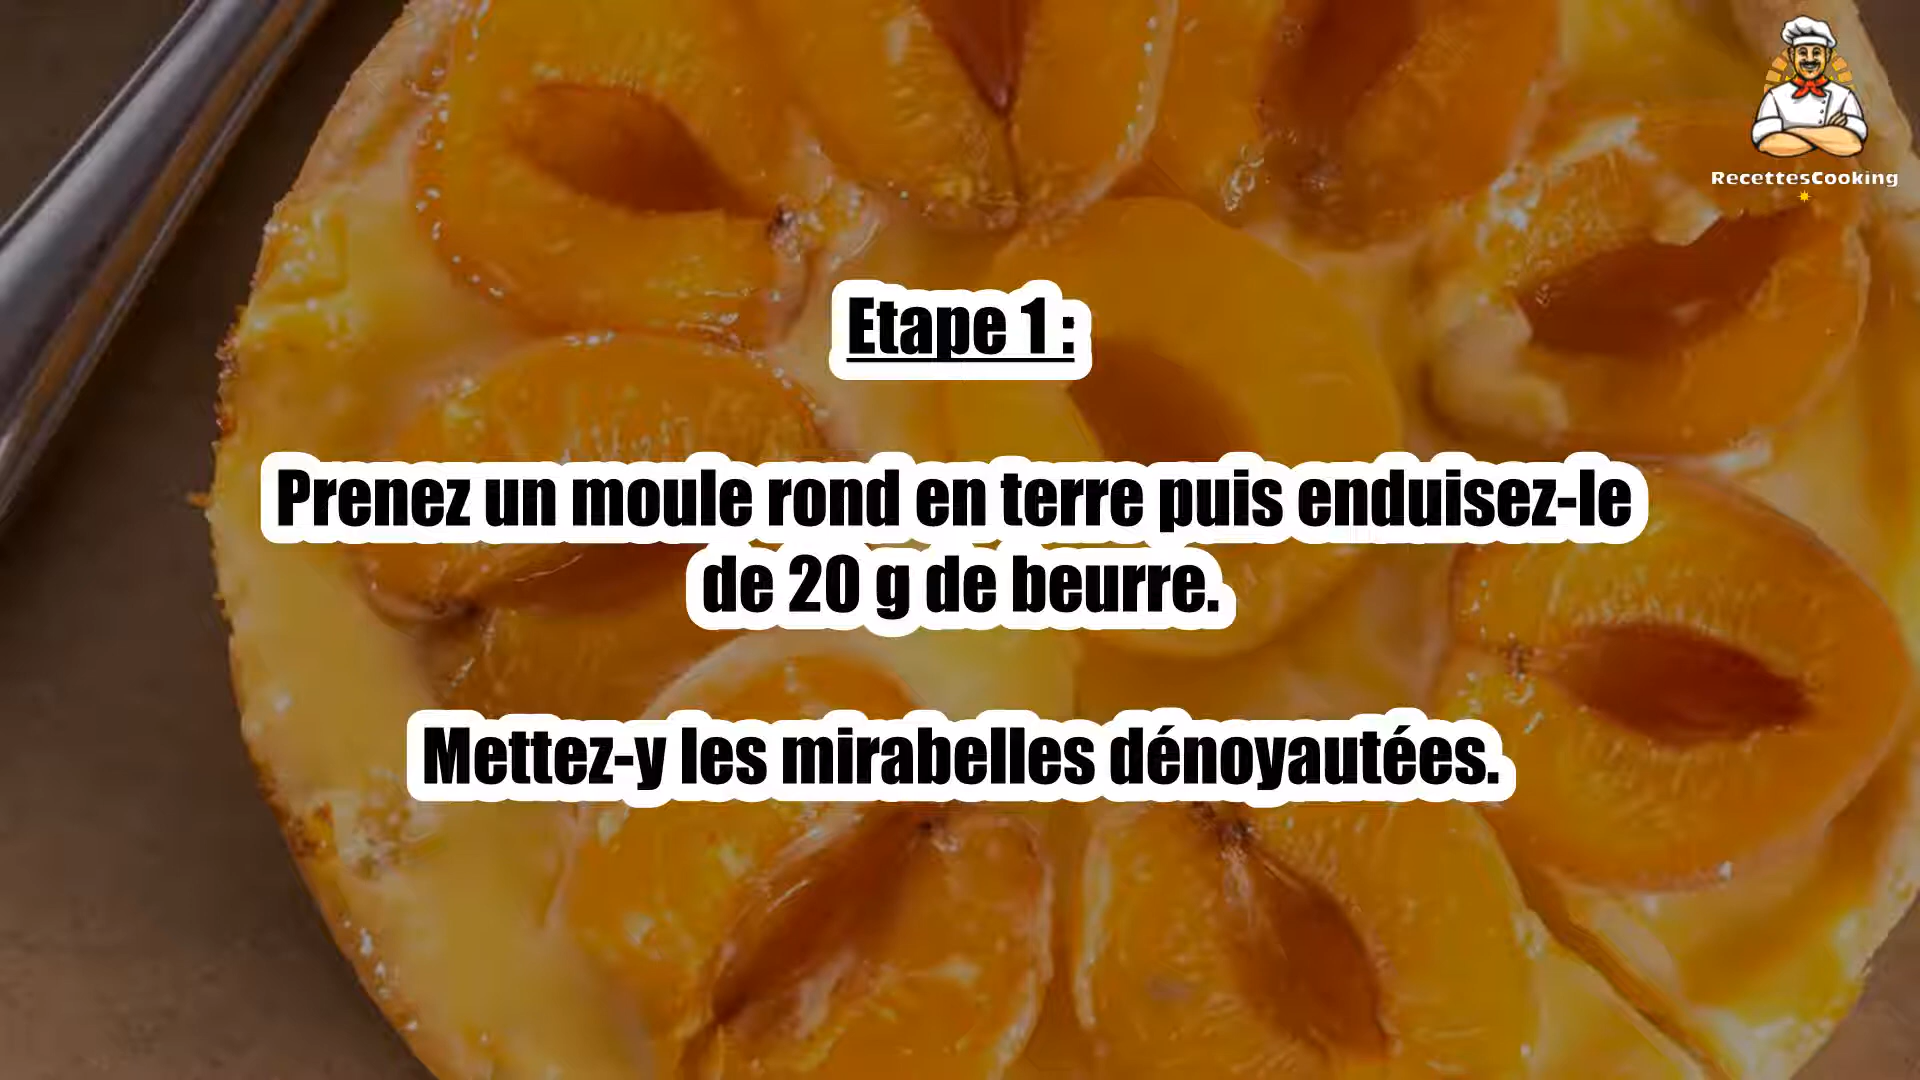 RecettesCooking
Etape 1 :
Prenez un moule rond en terre puis enduisez-le
de 20 g de beurre.
Mettez-y les mirabelles dénoyautées.